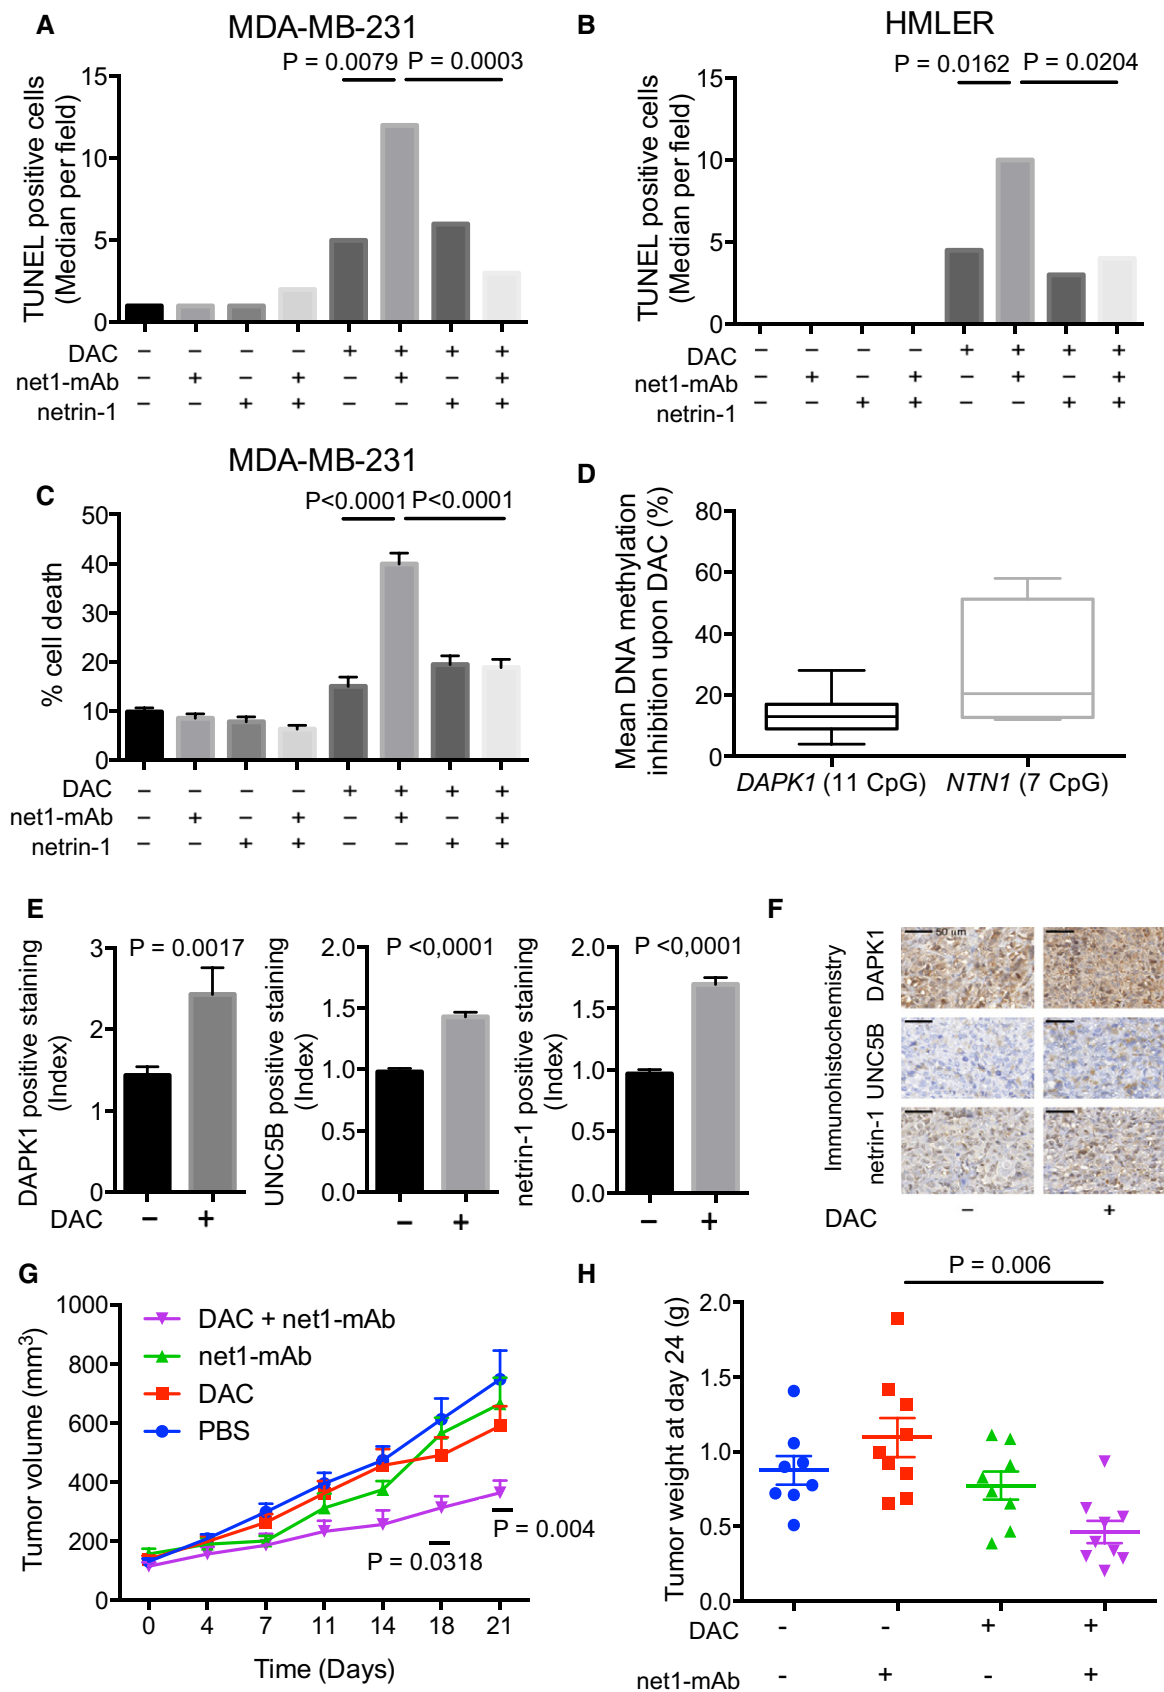 A
MDA-MB-231
P = 0.0079 P = 0.0003
TUNEL positive cells
(Median per field)
15
10
5
0
DAC – – – – + + + +
net1-mAb – + – + – + – +
netrin-1 – – + + – – + +
B
HMLER
P = 0.0162 P = 0.0204
TUNEL positive cells
(Median per field)
15
10
5
0
DAC – – – – + + + +
net1-mAb – + – + – + – +
netrin-1 – – + + – – + +
C
MDA-MB-231
P<0.0001 P<0.0001
% cell death
50
40
30
20
10
0
DAC – – – – + + + +
net1-mAb – + – + – + – +
netrin-1 – – + + – – + +
D
Mean DNA methylation
inhibition upon DAC (%)
80
60
40
20
0
DAPK1 (11 CpG) NTN1 (7 CpG)
E
DAPK1 positive staining
(Index)
P = 0.0017
3
2
1
0
DAC – +
UNC5B positive staining
(Index)
P <0,0001
2.0
1.5
1.0
0.5
0.0
– +
netrin-1 positive staining
(Index)
P <0,0001
2.0
1.5
1.0
0.5
0.0
– +
F
Immunohistochemistry
DAPK1
UNC5B
netrin-1
50 µm
DAC – +
G
Tumor volume (mm³)
1000
800
600
400
200
0
DAC + net1-mAb
net1-mAb
DAC
PBS
P = 0.004
P = 0.0318
0 4 7 11 14 18 21
Time (Days)
H
P = 0.006
Tumor weight at day 24 (g)
2.0
1.5
1.0
0.5
0.0
DAC - - + +
net1-mAb - + - +